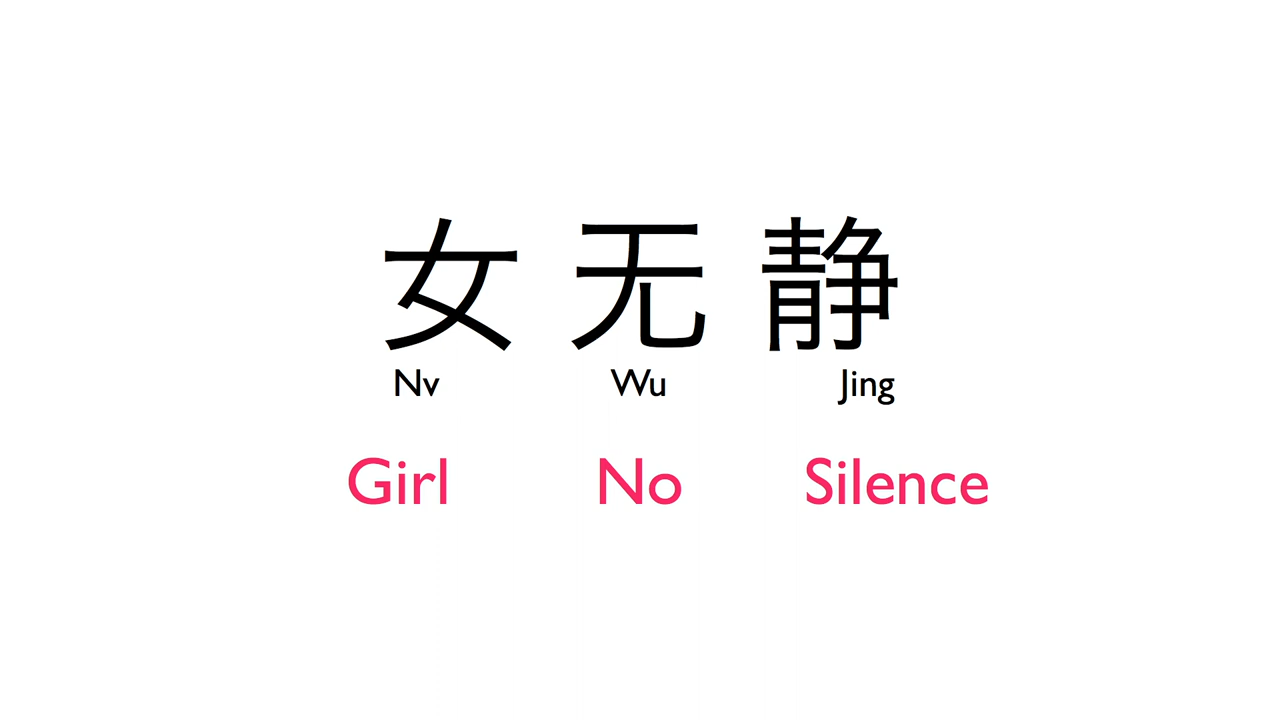 女 无 静
Nv Wu Jing
Girl No Silence